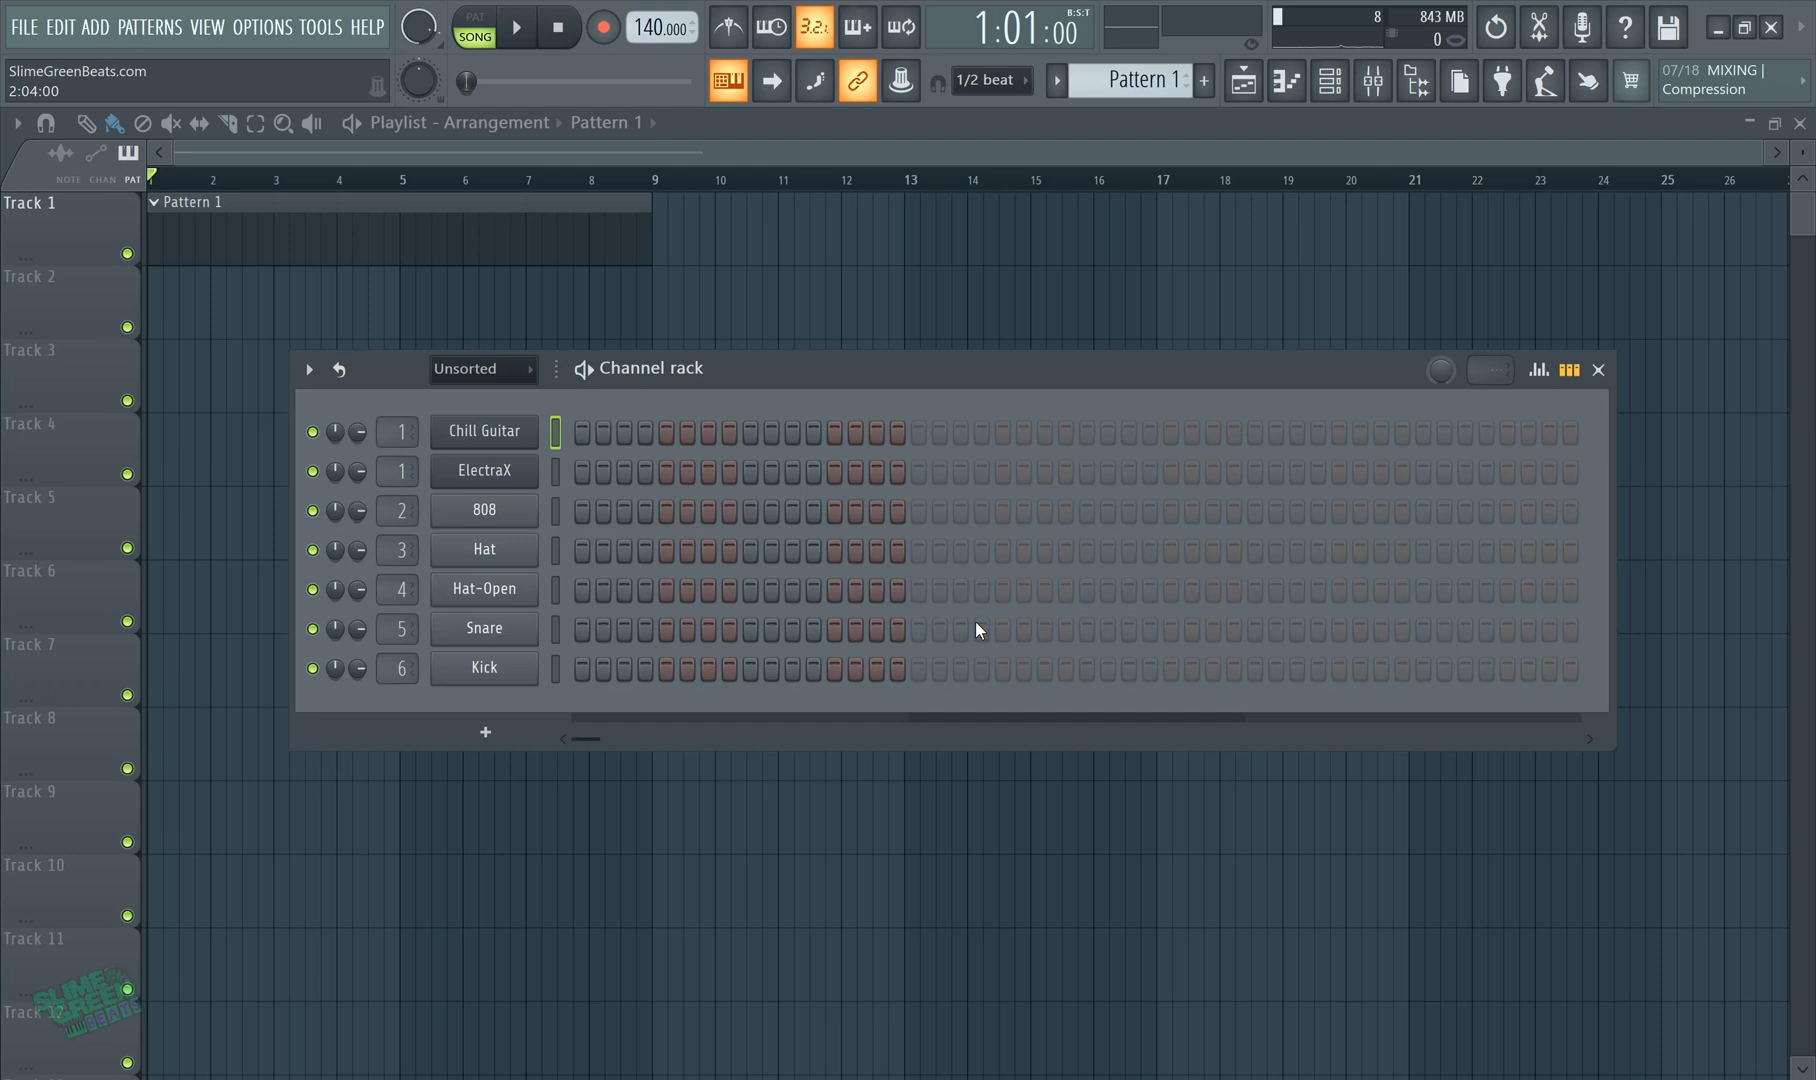 FILE EDIT ADD PATTERNS VIEW OPTIONS TOOLS HELP
PAT
SONG
140.000
3.2.
1:01:00
B:S:T
8
843 MB
0
SlimeGreenBeats.com
2:04:00
1/2 beat
Pattern 1
07/18 MIXING |
Compression
Playlist - Arrangement
Pattern 1
NOTE CHAN PAT
2 3 4 5 6 7 8 9 10 11 12 13 14 15 16 17 18 19 20 21 22 23 24 25 26
Track 1
Pattern 1
Track 2
Track 3
Track 4
Track 5
Track 6
Track 7
Track 8
Track 9
Track 10
Track 11
Track 12
Unsorted
Channel rack
1 Chill Guitar
1 ElectraX
2 808
3 Hat
4 Hat-Open
5 Snare
6 Kick
SLIME
GREEN
BEATS